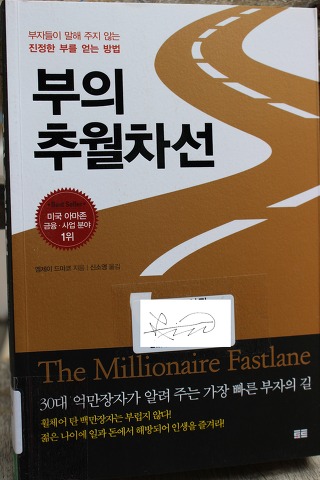 부자들이 말해 주지 않는
진정한 부를 얻는 방법
부의
추월차선
미국 아마존
금융·사업 분야
1위
엠제이 드마코 지음 | 신소영 옮김
The Millionaire Fastlane
30대 억만장자가 알려 주는 가장 빠른 부자의 길
휠체어 탄 백만장자는 부럽지 않다!
젊은 나이에 일과 돈에서 해방되어 인생을 즐겨라!
토트